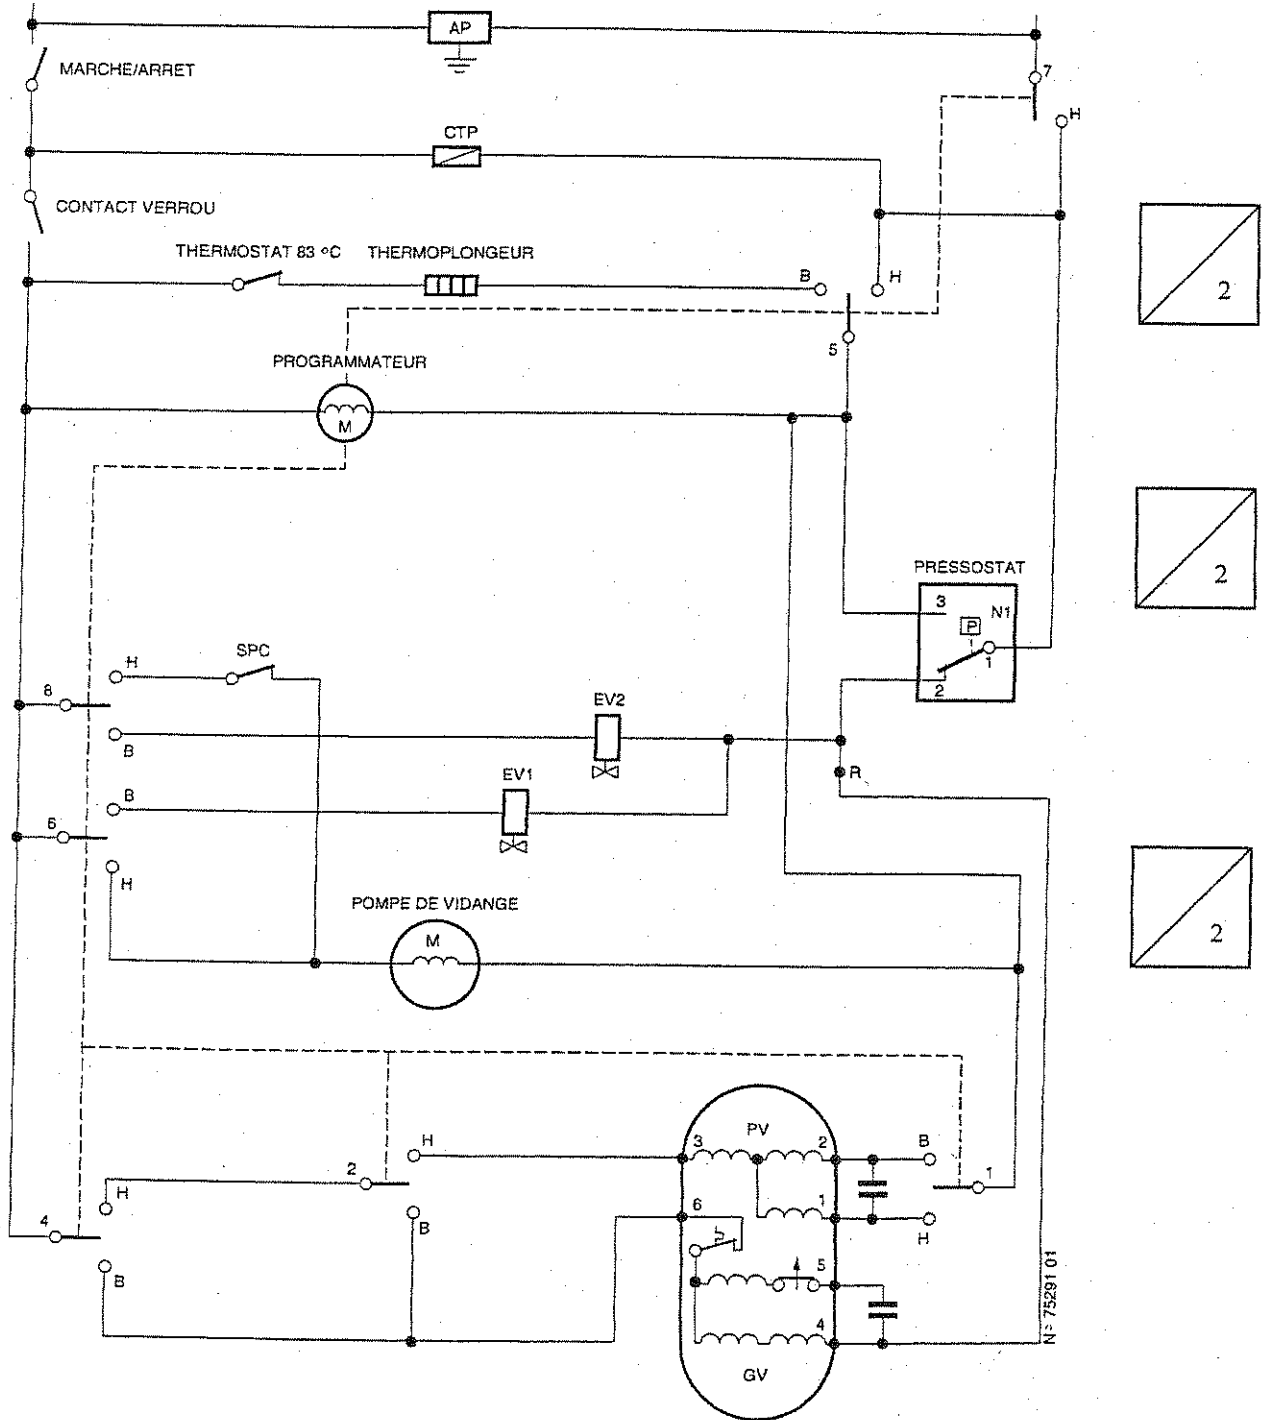 AP
MARCHE/ARRET
7
H
CTP
CONTACT VERROU
THERMOSTAT 83 °C THERMOPLONGEUR
B
H
2
5
PROGRAMMATEUR
M
2
PRESSOSTAT
3
N1
P
1
2
SPC
H
8
B
EV2
R
EV1
B
6
H
2
POMPE DE VIDANGE
M
H
PV
3
2
B
2
1
H
6
1
4
B
H
5
B
4
GV
N= 75291 01